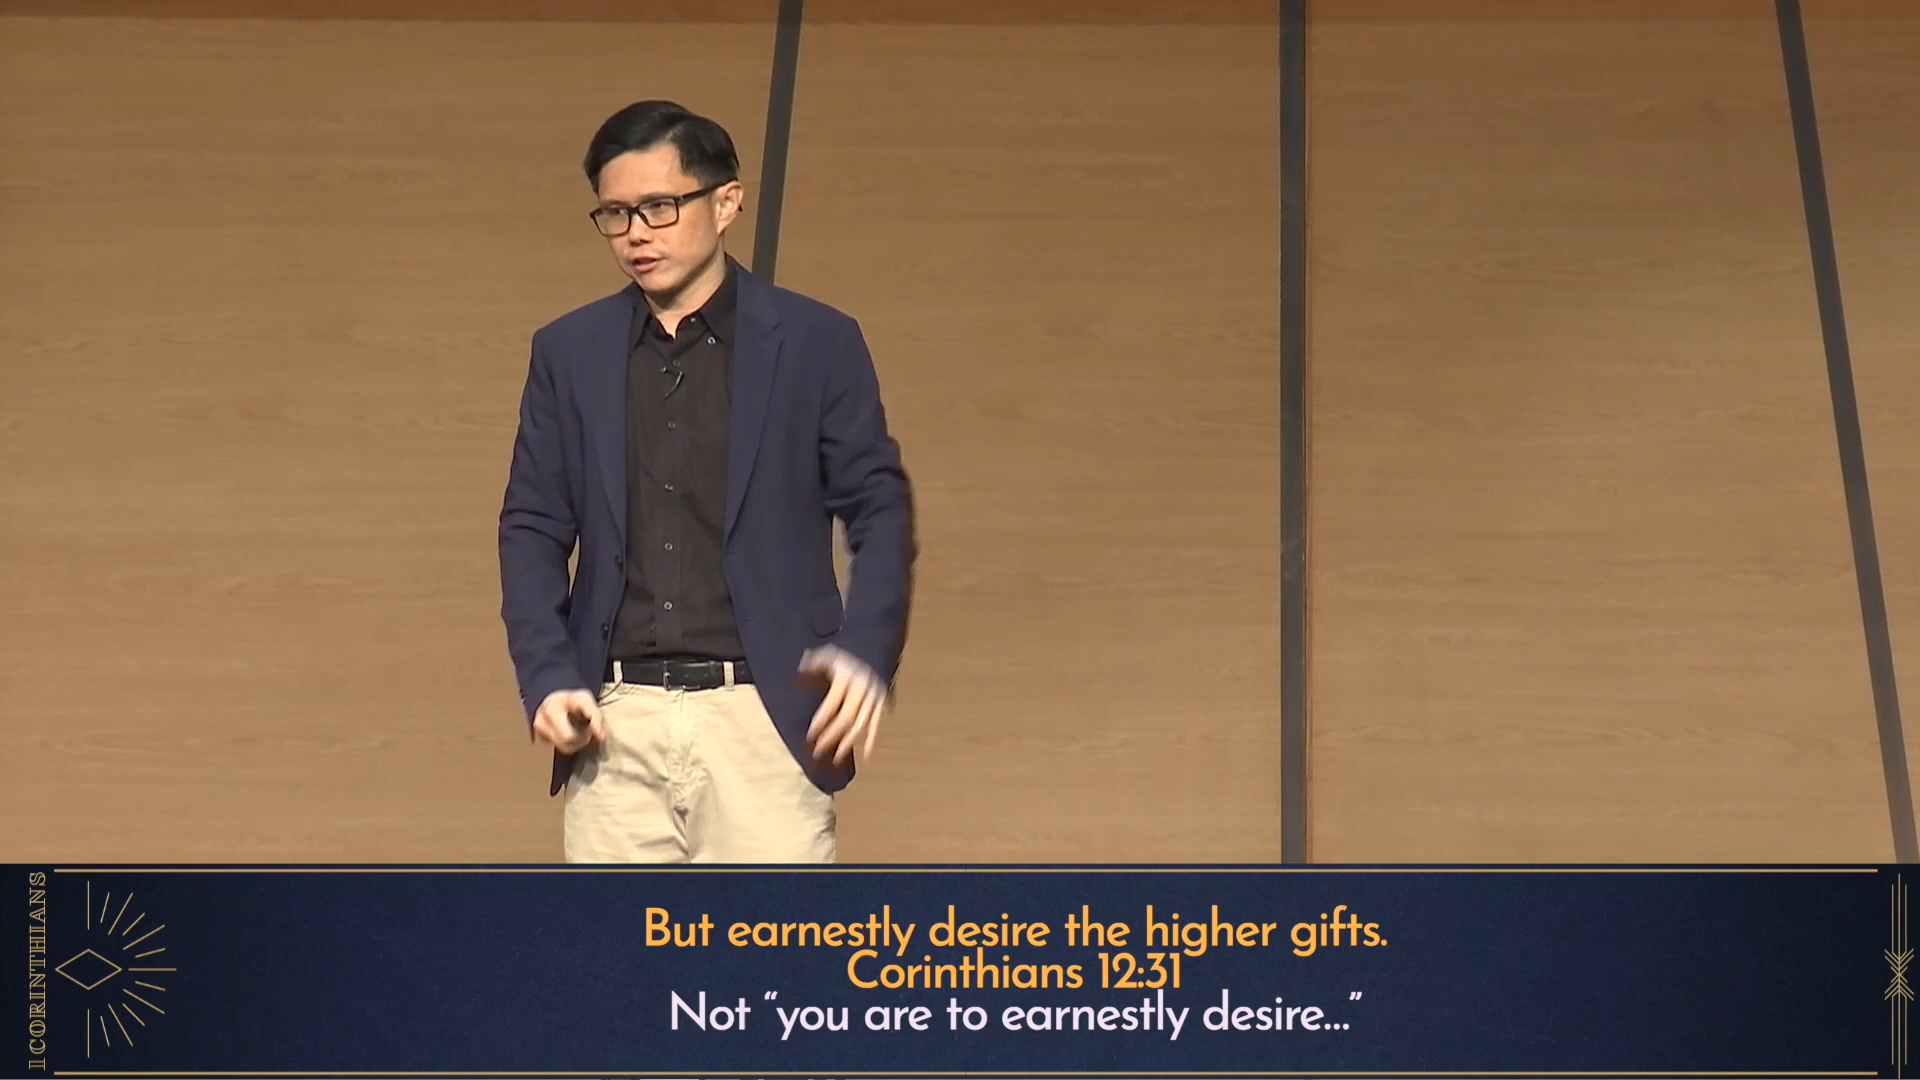 1 CORINTHIANS
But earnestly desire the higher gifts.
Corinthians 12:31
Not “you are to earnestly desire...”